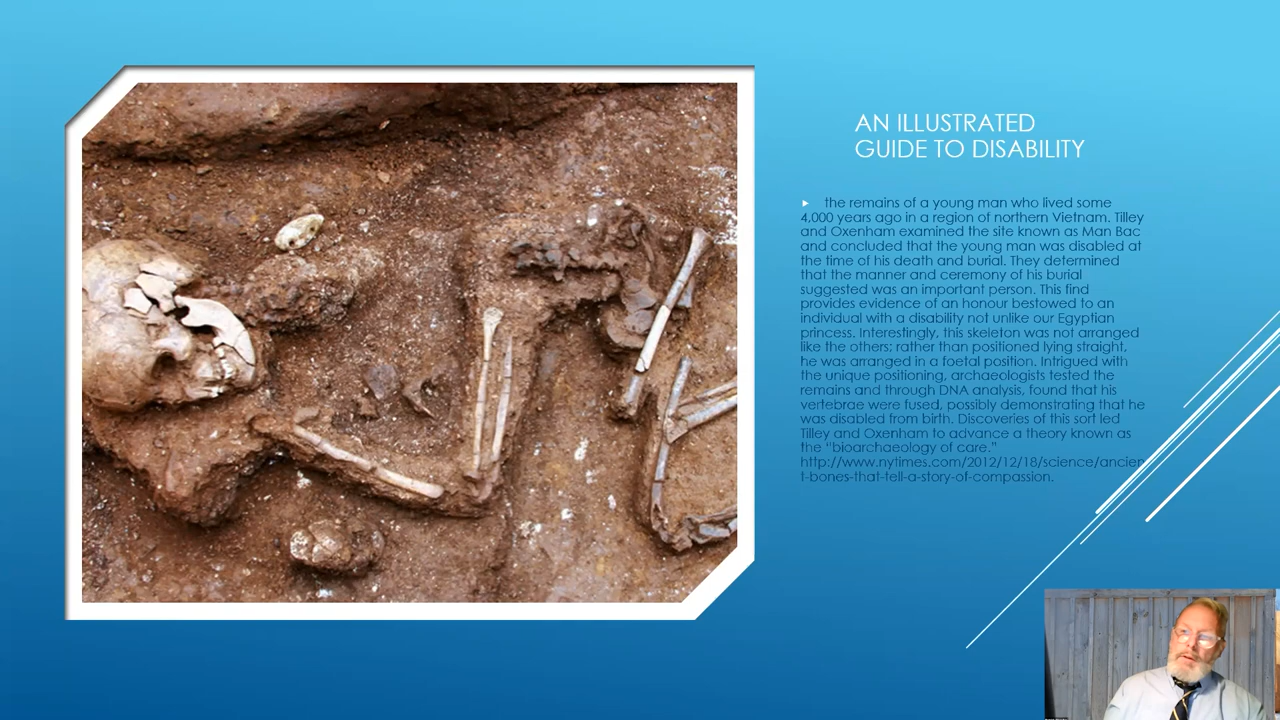 AN ILLUSTRATED
GUIDE TO DISABILITY
the remains of a young man who lived some
4,000 years ago in a region of northern Vietnam. Tilley
and Oxenham examined the site known as Man Bac
and concluded that the young man was disabled at
the time of his death and burial. They determined
that the manner and ceremony of his burial
suggested was an important person. This find
provides evidence of an honour bestowed to an
individual with a disability not unlike our Egyptian
princess. Interestingly, this skeleton was not arranged
like the others; rather than positioned lying straight,
he was arranged in a foetal position. Intrigued with
the unique positioning, archaeologists tested the
remains and through DNA analysis, found that his
vertebrae were fused, possibly demonstrating that he
was disabled from birth. Discoveries of this sort led
Tilley and Oxenham to advance a theory known as
the "bioarchaeology of care."
http://www.nytimes.com/2012/12/18/science/ancien
t-bones-that-tell-a-story-of-compassion.